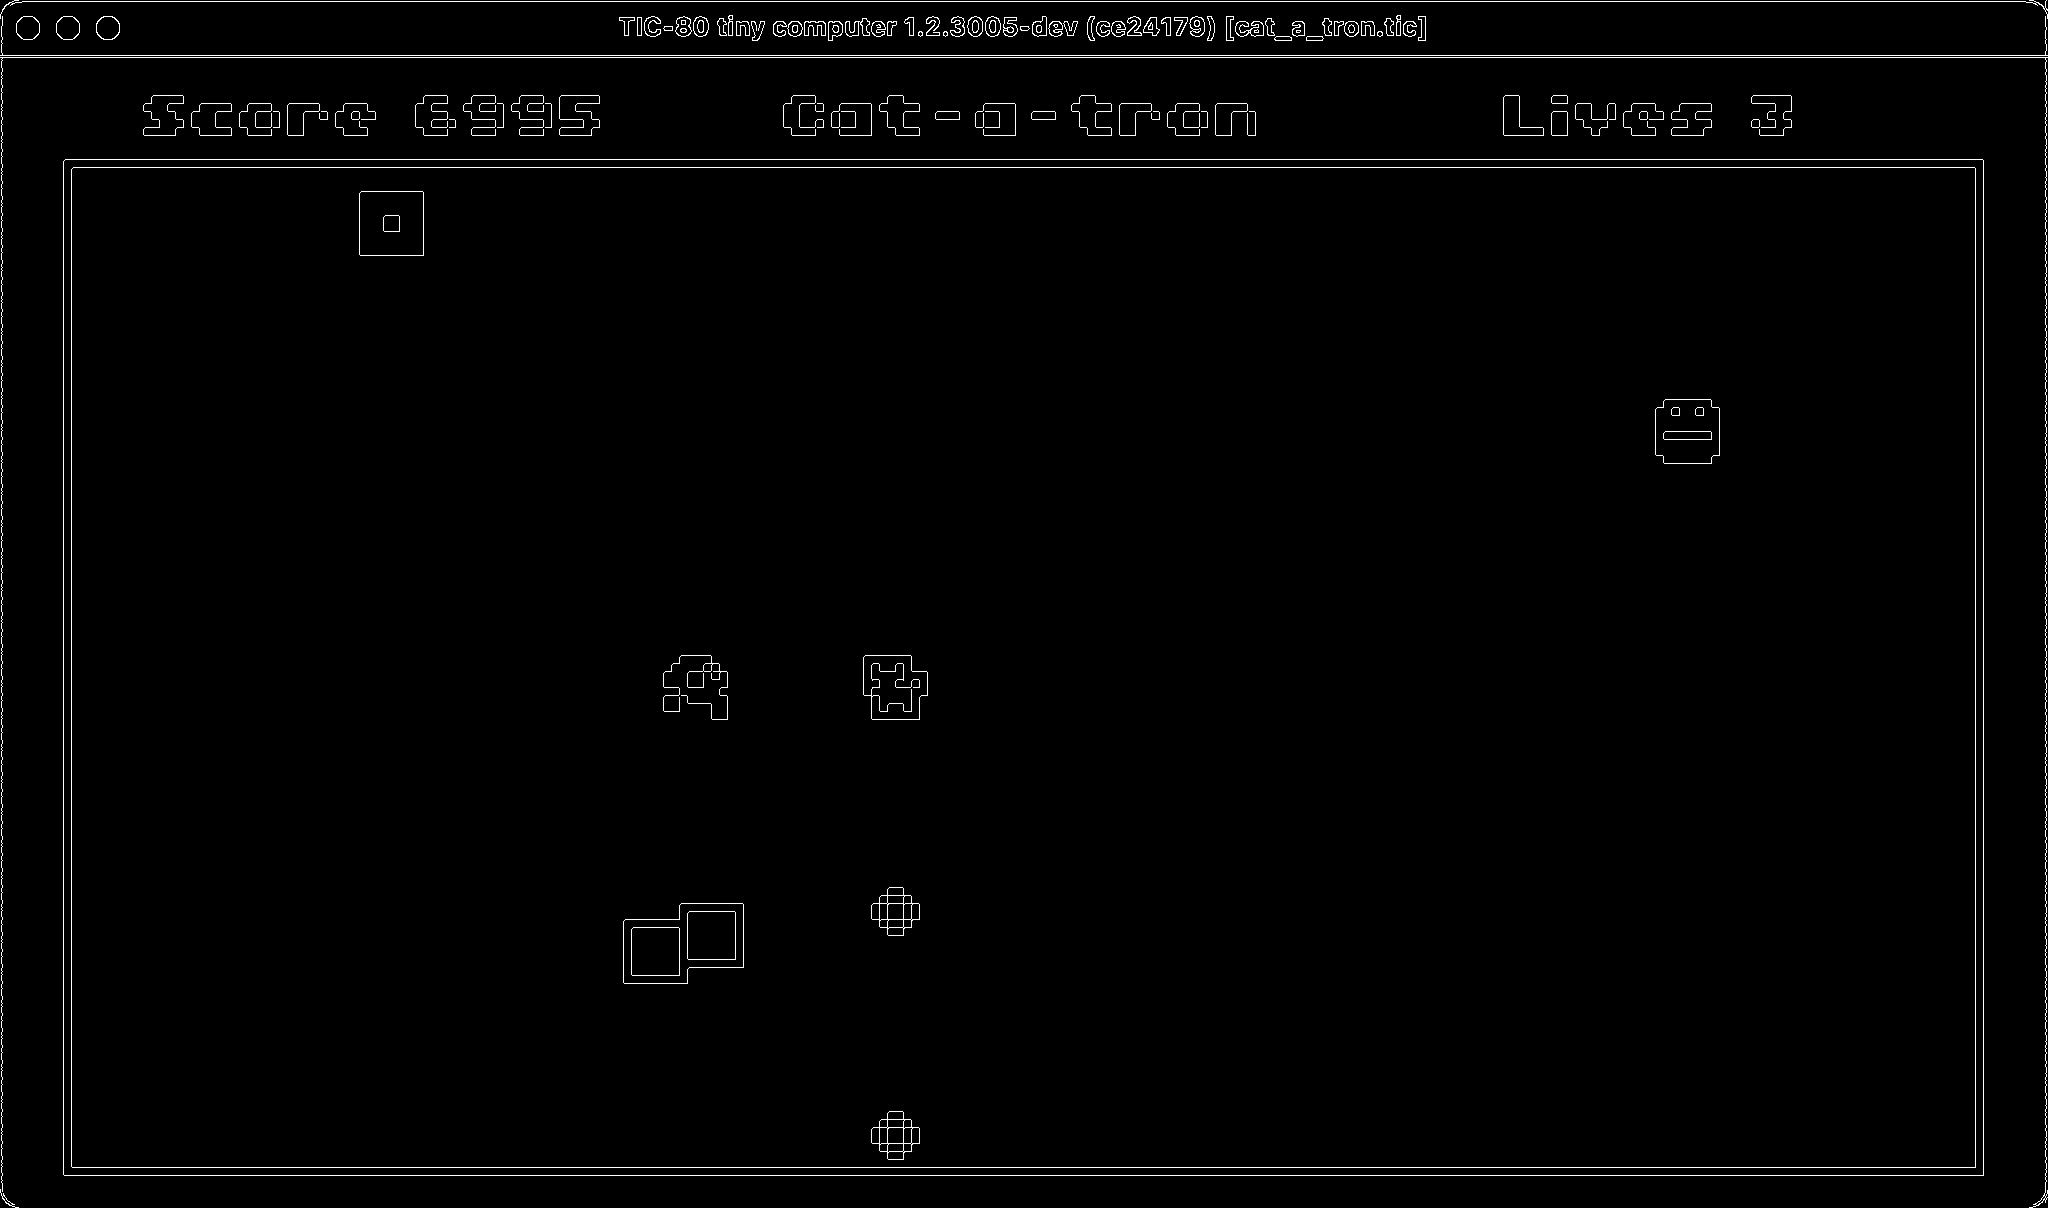 TIC-80 tiny computer 1.2.3005-dev (ce24179) [cat_a_tron.tic]
Score 6995 Cat-a-tron Lives 3